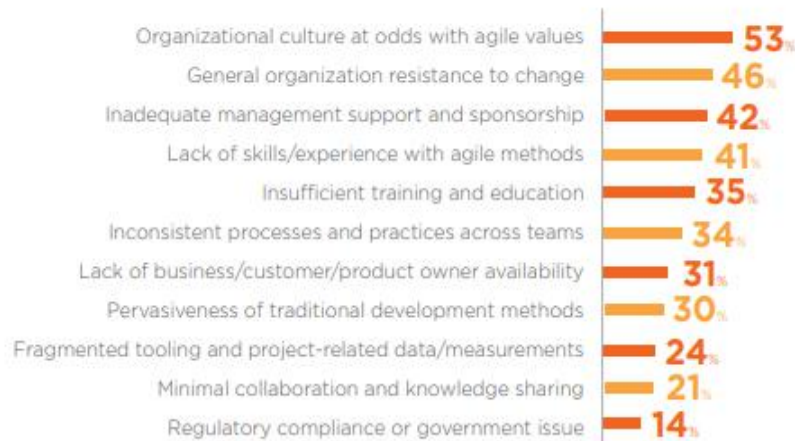 Organizational culture at odds with agile values 53%
General organization resistance to change 46%
Inadequate management support and sponsorship 42%
Lack of skills/experience with agile methods 41%
Insufficient training and education 35%
Inconsistent processes and practices across teams 34%
Lack of business/customer/product owner availability 31%
Pervasiveness of traditional development methods 30%
Fragmented tooling and project-related data/measurements 24%
Minimal collaboration and knowledge sharing 21%
Regulatory compliance or government issue 14%